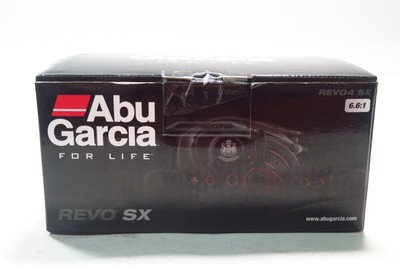 REVO4 SX
6.6:1
Abu
Garcia
FOR LIFE
REVO SX
www.abugarcia.com